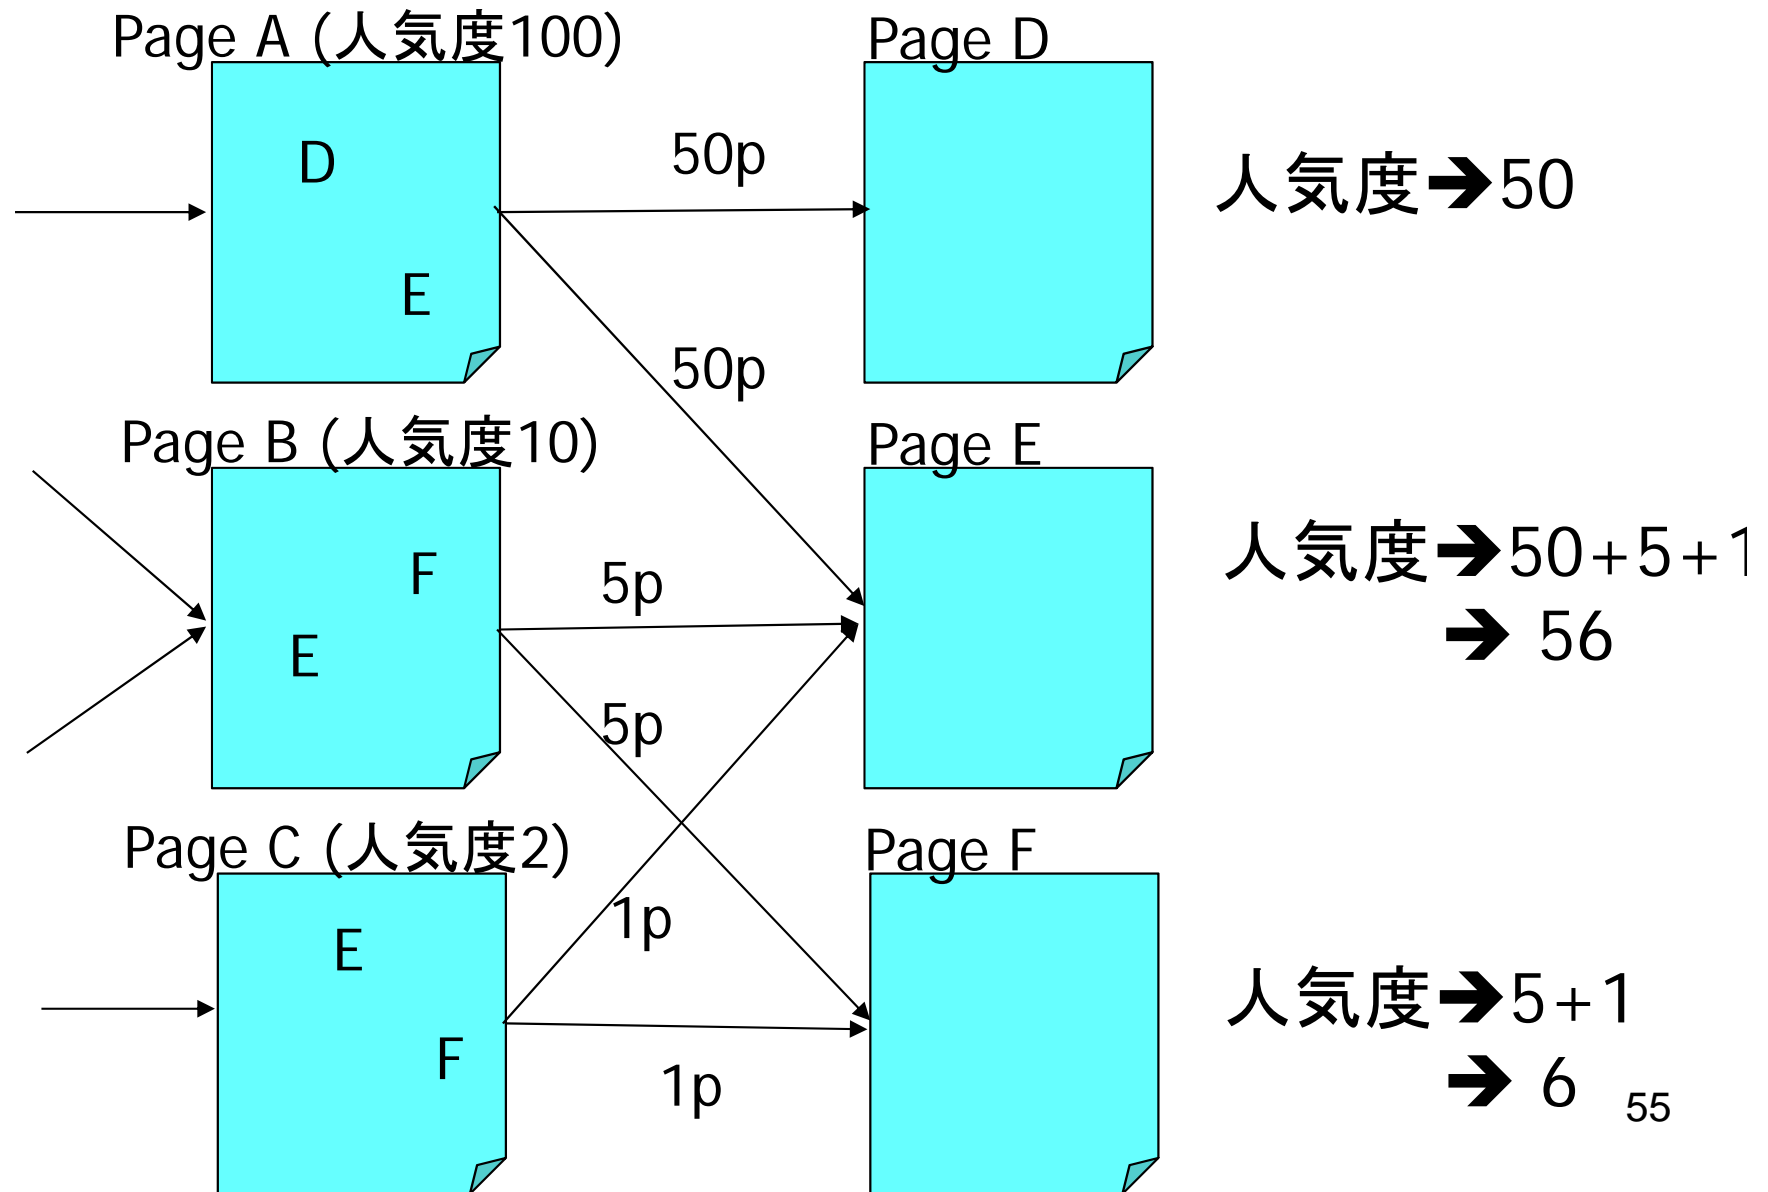 Page A (人気度100)
D
E
50p
50p
Page D
人気度➔50
Page B (人気度10)
F
E
5p
5p
Page E
人気度➔50+5+1
➔ 56
Page C (人気度2)
E
F
1p
1p
Page F
人気度➔5+1
➔ 6
55